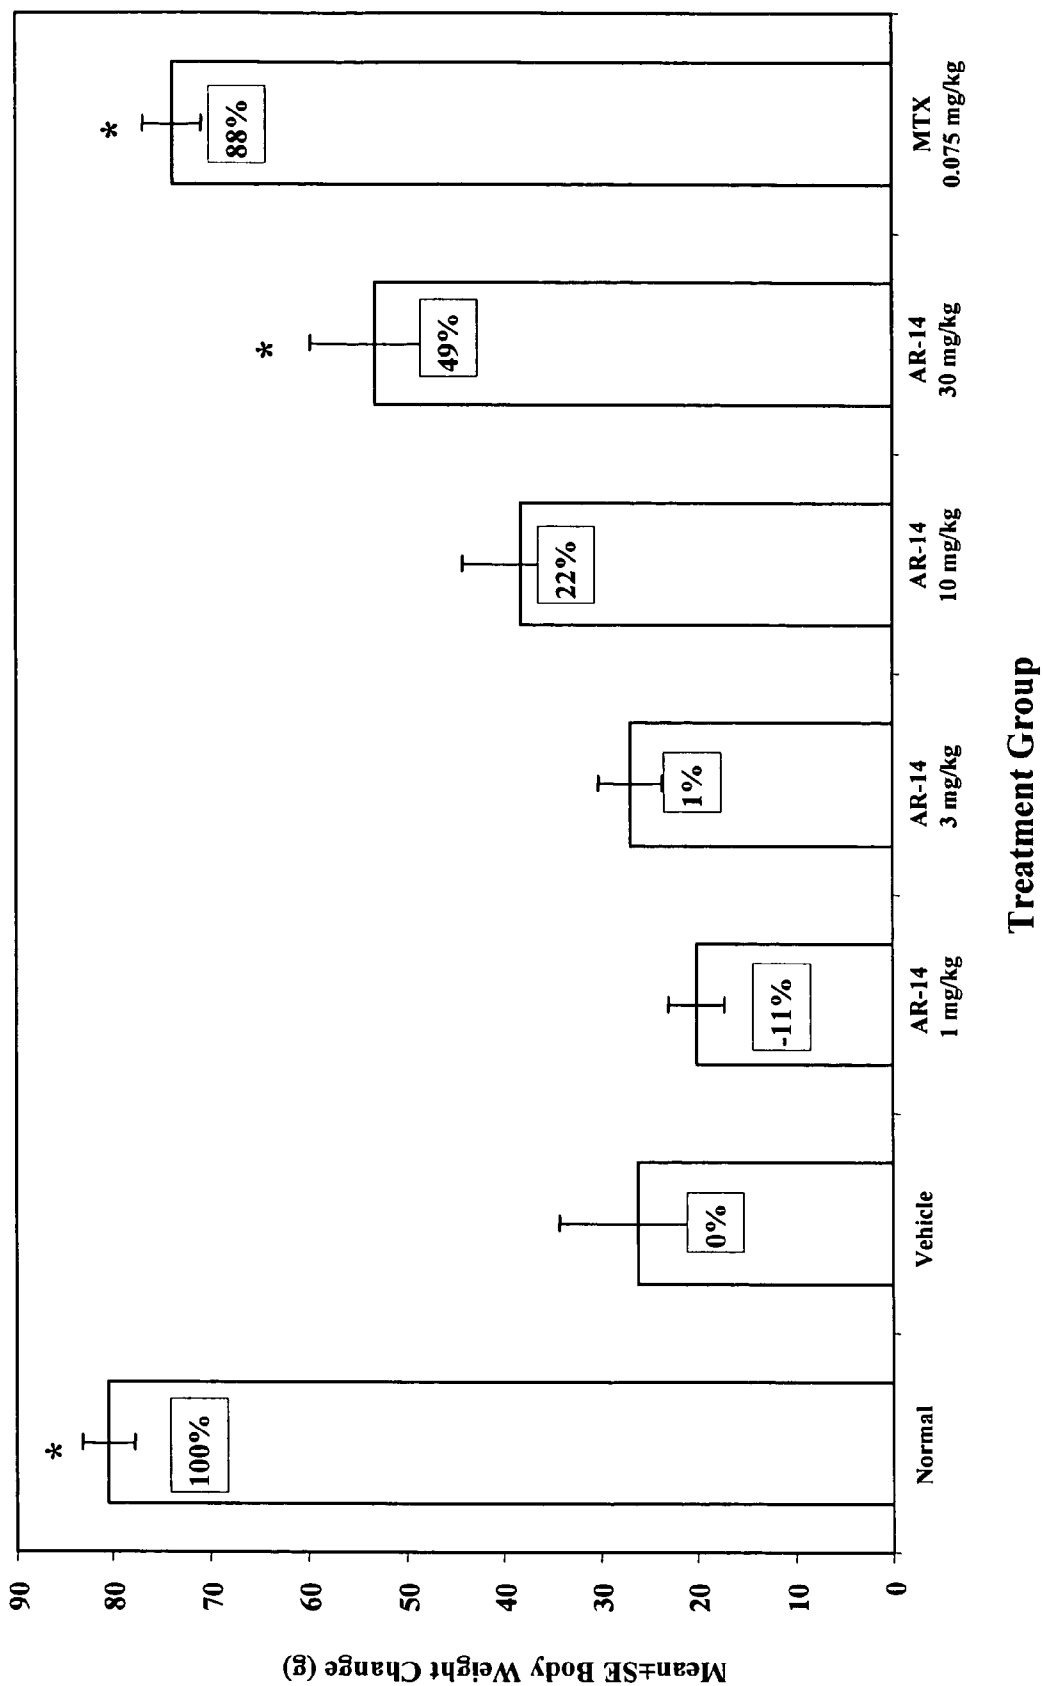 Mean±SE Body Weight Change (g)
90
80
70
60
50
40
30
20
10
0
*
100%
0%
-11%
1%
22%
*
49%
*
88%
Normal
Vehicle
AR-14
1 mg/kg
AR-14
3 mg/kg
AR-14
10 mg/kg
AR-14
30 mg/kg
MTX
0.075 mg/kg
Treatment Group